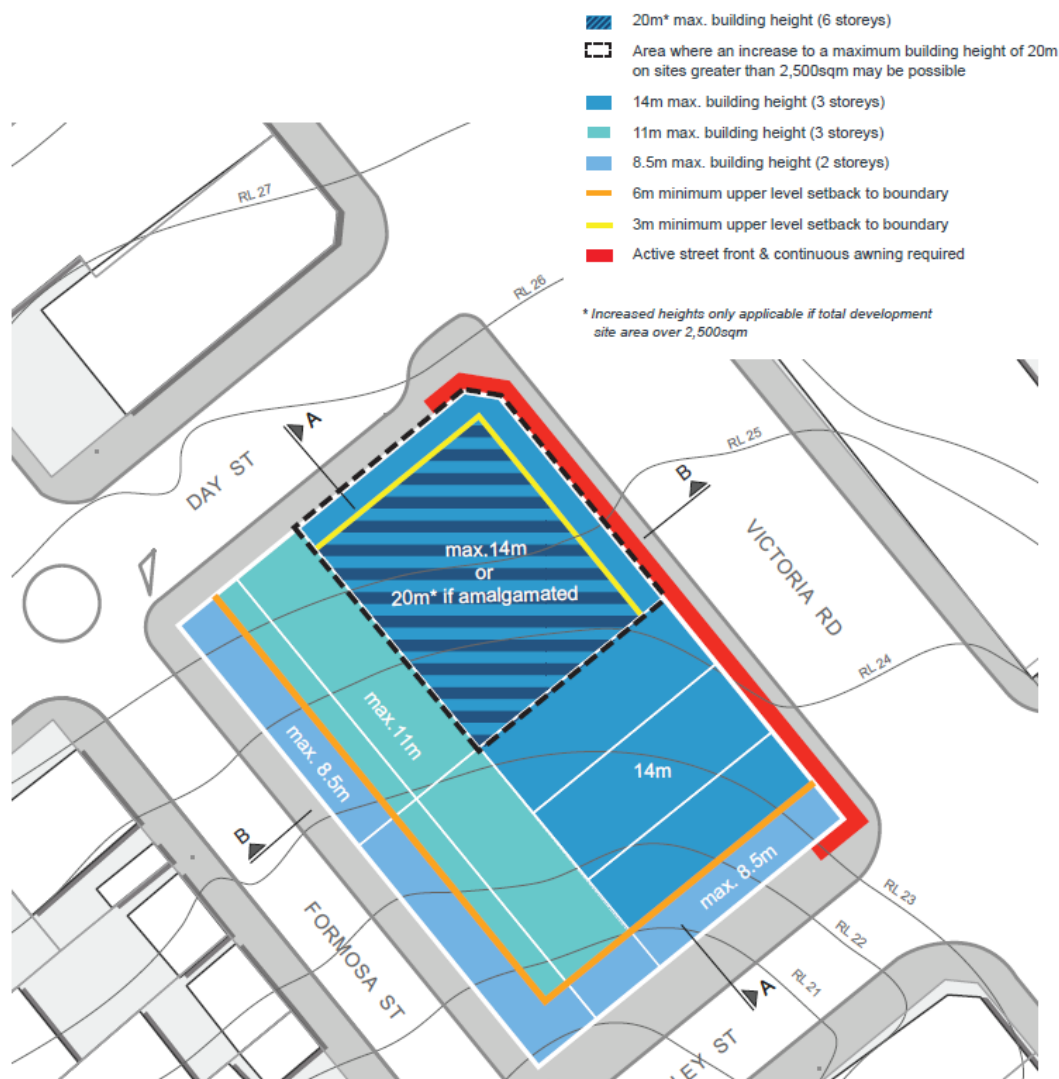 20m* max. building height (6 storeys)
Area where an increase to a maximum building height of 20m
on sites greater than 2,500sqm may be possible
14m max. building height (3 storeys)
11m max. building height (3 storeys)
8.5m max. building height (2 storeys)
6m minimum upper level setback to boundary
3m minimum upper level setback to boundary
Active street front & continuous awning required
* Increased heights only applicable if total development
site area over 2,500sqm
RL 27
RL 26
A
DAY ST
RL 25
B
VICTORIA RD
max.14m
or
20m* if amalgamated
RL 24
max.11m
max. 8.5m
14m
B
max. 8.5m
FORMOSA ST
RL 23
RL 22
RL 21
A
LEY ST